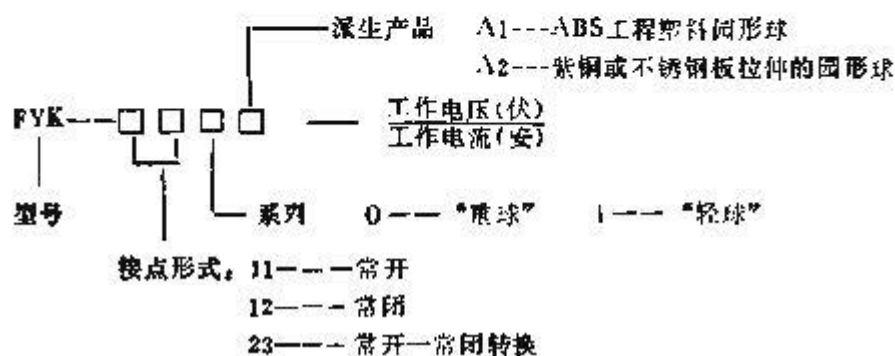 派生产品 A1---ABS工程塑料园形球
A2---紫铜或不锈钢板拉伸的园形球
FYK--□□□□ —— 工作电压(伏)
工作电流(安)
型号
系列 0—— “重球” 1—— “轻球”
接点形式: 11———常开
12———常闭
23———常开一常闭转换